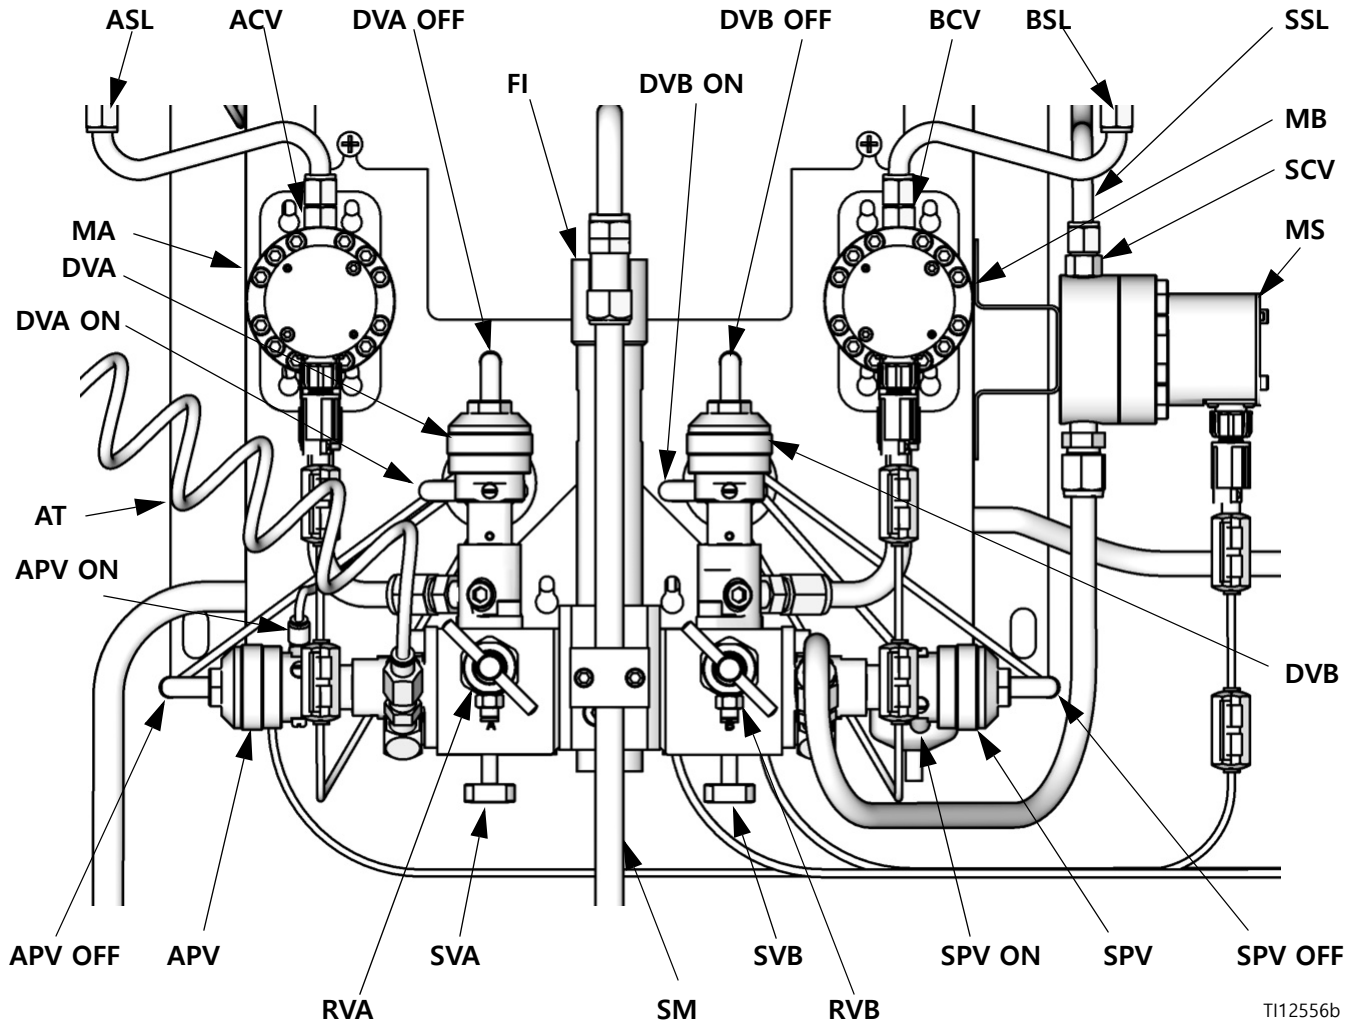 ASL
ACV
DVA OFF
DVB OFF
BCV
BSL
SSL
FI
DVB ON
MB
SCV
MA
MS
DVA
DVA ON
AT
APV ON
DVB
APV OFF
APV
SVA
SVB
SPV ON
SPV
SPV OFF
RVA
SM
RVB
TI12556b